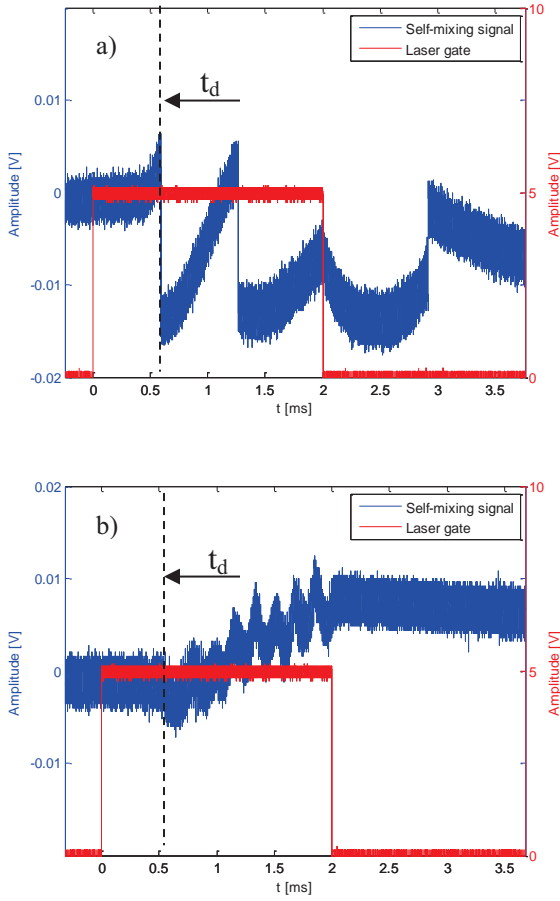 a)
t_d
Self-mixing signal
Laser gate
Amplitude [V]
0.01
0
-0.01
-0.02
10
5
0
Amplitude [V]
0 0.5 1 1.5 2 2.5 3 3.5
t [ms]
b)
t_d
Self-mixing signal
Laser gate
Amplitude [V]
0.02
0.01
0
-0.01
10
5
0
Amplitude [V]
0 0.5 1 1.5 2 2.5 3 3.5
t [ms]